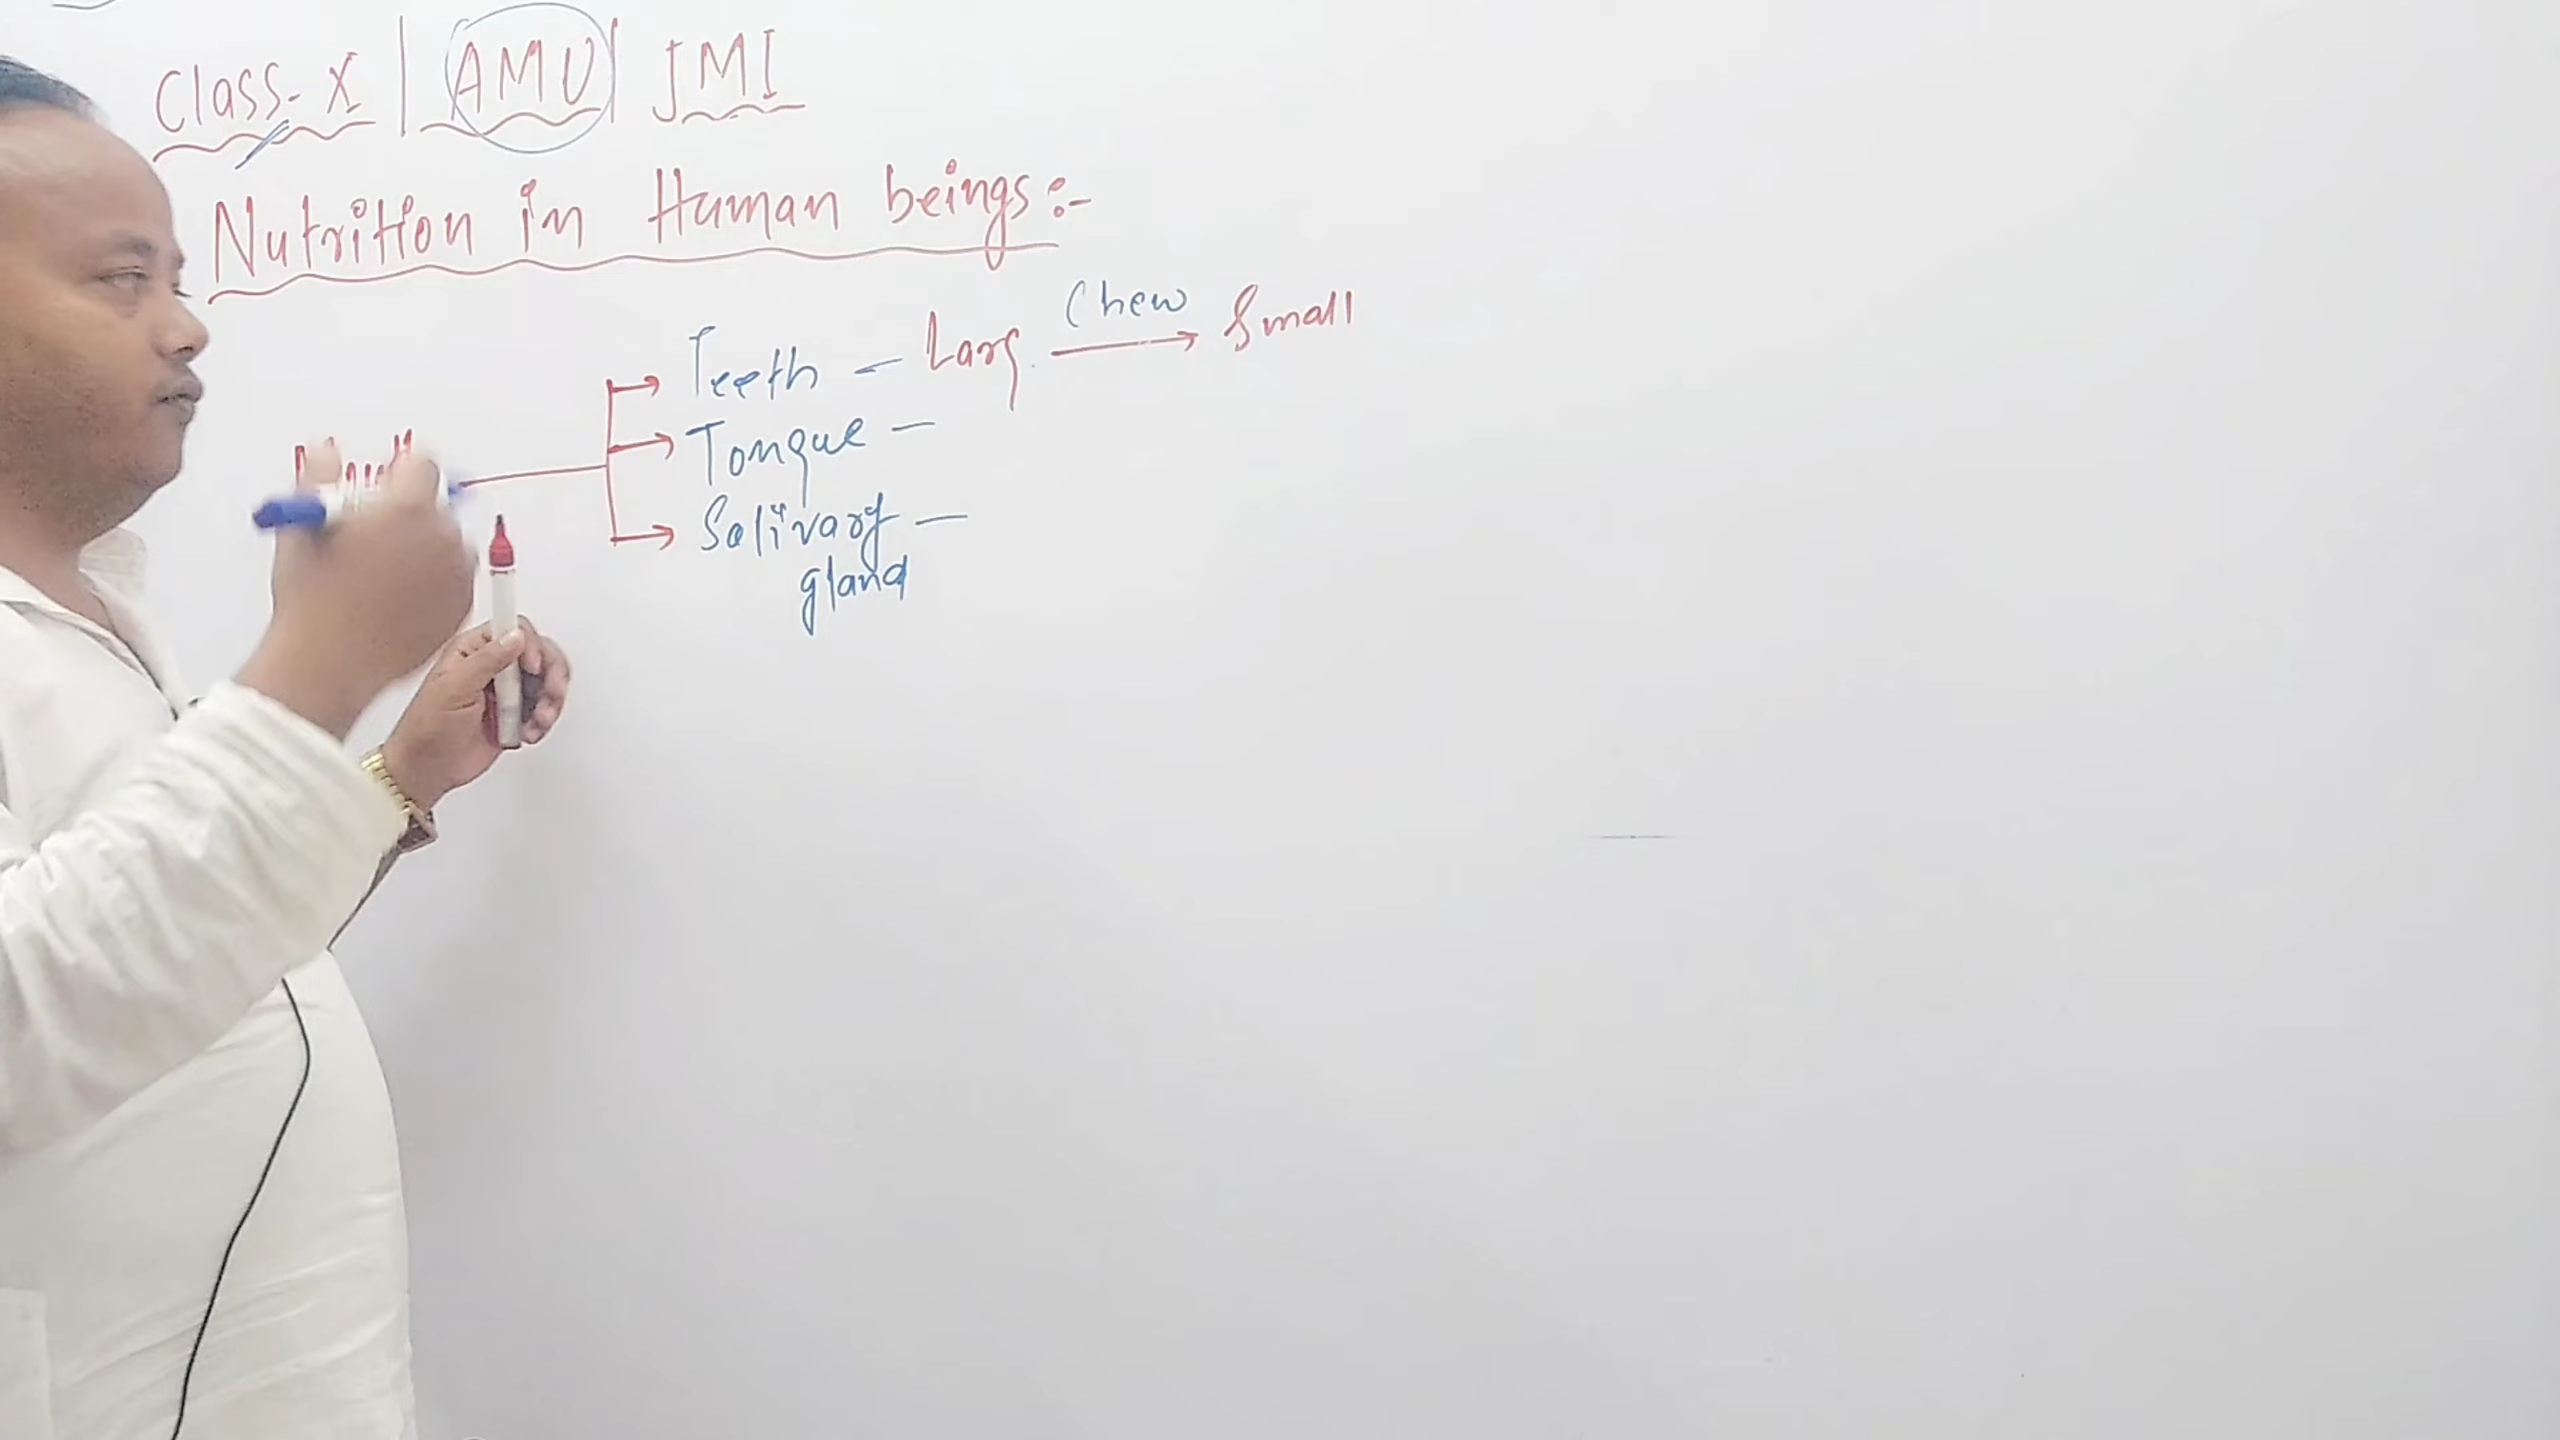 Class-X | AMU | JMI
Nutrition in Human beings:-
Teeth — Larg → Chew Small
Tongue —
Salivary —
gland